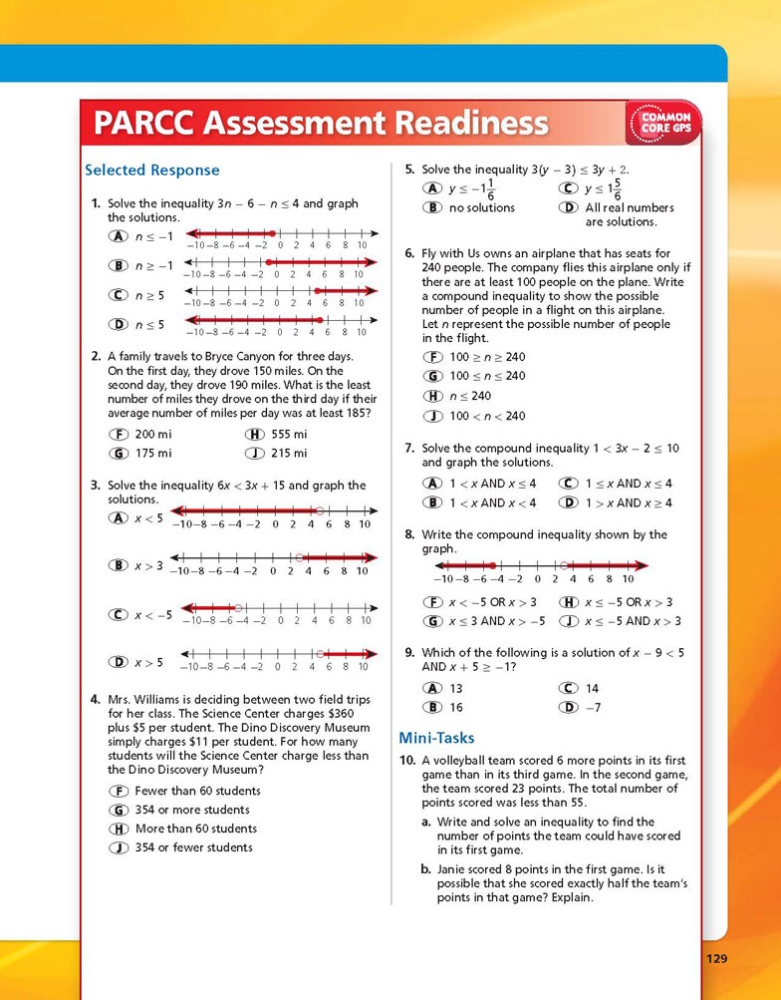 PARCC Assessment Readiness
COMMON
CORE GPS
Selected Response
1. Solve the inequality 3n − 6 − n ≤ 4 and graph
the solutions.
A n ≤ −1
−10 −8 −6 −4 −2 0 2 4 6 8 10
B n ≥ −1
−10 −8 −6 −4 −2 0 2 4 6 8 10
C n ≥ 5
−10 −8 −6 −4 −2 0 2 4 6 8 10
D n ≤ 5
−10 −8 −6 −4 −2 0 2 4 6 8 10
2. A family travels to Bryce Canyon for three days.
On the first day, they drove 150 miles. On the
second day, they drove 190 miles. What is the least
number of miles they drove on the third day if their
average number of miles per day was at least 185?
F 200 mi H 555 mi
G 175 mi J 215 mi
3. Solve the inequality 6x < 3x + 15 and graph the
solutions.
A x < 5
−10 −8 −6 −4 −2 0 2 4 6 8 10
B x > 3
−10 −8 −6 −4 −2 0 2 4 6 8 10
C x < −5
−10 −8 −6 −4 −2 0 2 4 6 8 10
D x > 5
−10 −8 −6 −4 −2 0 2 4 6 8 10
4. Mrs. Williams is deciding between two field trips
for her class. The Science Center charges $360
plus $5 per student. The Dino Discovery Museum
simply charges $11 per student. For how many
students will the Science Center charge less than
the Dino Discovery Museum?
F Fewer than 60 students
G 354 or more students
H More than 60 students
J 354 or fewer students
5. Solve the inequality 3(y − 3) ≤ 3y + 2.
A y ≤ −1 1/6 C y ≤ 1 5/6
B no solutions D All real numbers
are solutions.
6. Fly with Us owns an airplane that has seats for
240 people. The company flies this airplane only if
there are at least 100 people on the plane. Write
a compound inequality to show the possible
number of people in a flight on this airplane.
Let n represent the possible number of people
in the flight.
F 100 ≥ n ≥ 240
G 100 ≤ n ≤ 240
H n ≤ 240
J 100 < n < 240
7. Solve the compound inequality 1 < 3x − 2 ≤ 10
and graph the solutions.
A 1 < x AND x ≤ 4 C 1 ≤ x AND x ≤ 4
B 1 < x AND x < 4 D 1 > x AND x ≥ 4
8. Write the compound inequality shown by the
graph.
−10 −8 −6 −4 −2 0 2 4 6 8 10
F x < −5 OR x > 3 H x ≤ −5 OR x > 3
G x ≤ 3 AND x > −5 J x ≤ −5 AND x > 3
9. Which of the following is a solution of x − 9 < 5
AND x + 5 ≥ −1?
A 13 C 14
B 16 D −7
Mini-Tasks
10. A volleyball team scored 6 more points in its first
game than in its third game. In the second game,
the team scored 23 points. The total number of
points scored was less than 55.
a. Write and solve an inequality to find the
number of points the team could have scored
in its first game.
b. Janie scored 8 points in the first game. Is it
possible that she scored exactly half the team's
points in that game? Explain.
129